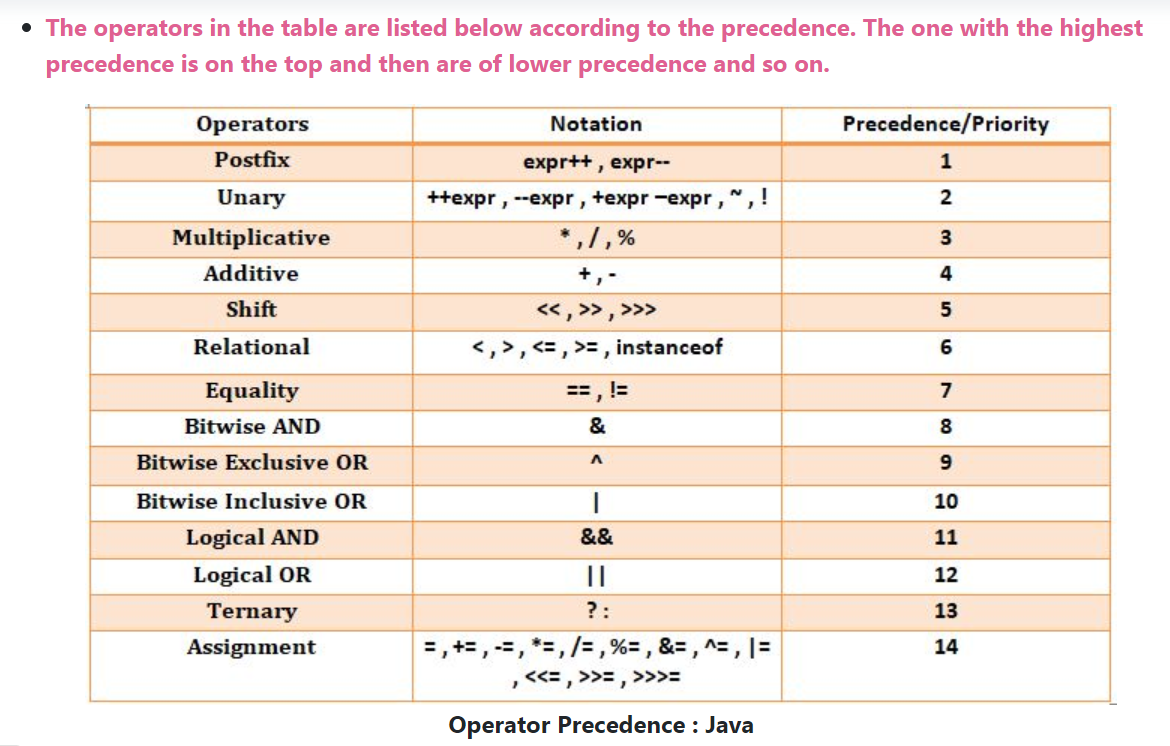 • The operators in the table are listed below according to the precedence. The one with the highest
precedence is on the top and then are of lower precedence and so on.
Operators Notation Precedence/Priority
Postfix expr++ , expr-- 1
Unary ++expr , --expr , +expr −expr , ~ , ! 2
Multiplicative * , / , % 3
Additive + , - 4
Shift << , >> , >>> 5
Relational < , > , <= , >= , instanceof 6
Equality == , != 7
Bitwise AND & 8
Bitwise Exclusive OR ^ 9
Bitwise Inclusive OR | 10
Logical AND && 11
Logical OR || 12
Ternary ? : 13
Assignment = , += , -= , *= , /= , %= , &= , ^= , |= 14
, <<= , >>= , >>>=
Operator Precedence : Java